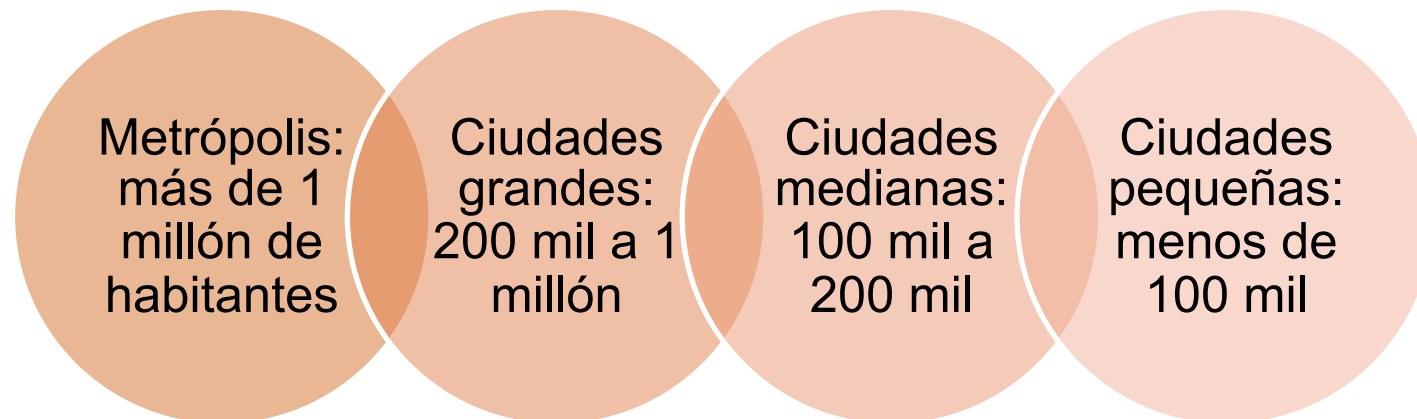 Metrópolis:
más de 1
millón de
habitantes
Ciudades
grandes:
200 mil a 1
millón
Ciudades
medianas:
100 mil a
200 mil
Ciudades
pequeñas:
menos de
100 mil